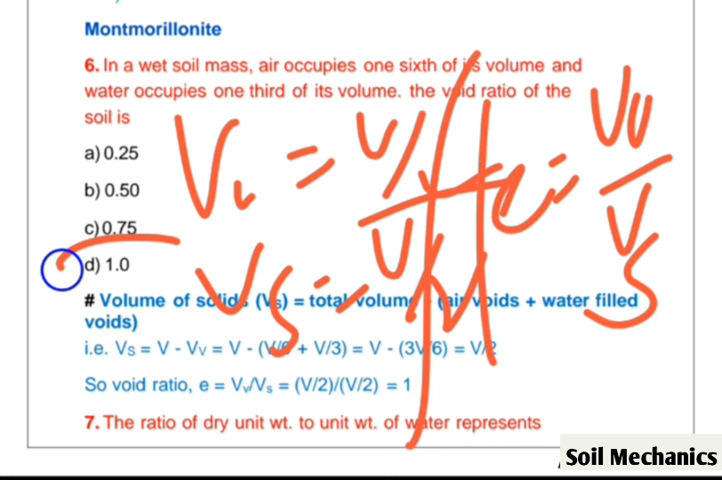 Montmorillonite
6. In a wet soil mass, air occupies one sixth of its volume and
water occupies one third of its volume. the void ratio of the
soil is
a) 0.25
b) 0.50
c) 0.75
d) 1.0
# Volume of solids (Vs) = total volume - (air voids + water filled
voids)
i.e. Vs = V - Vv = V - (V/6 + V/3) = V - (3V/6) = V/2
So void ratio, e = Vv/Vs = (V/2)/(V/2) = 1
7. The ratio of dry unit wt. to unit wt. of water represents
Soil Mechanics